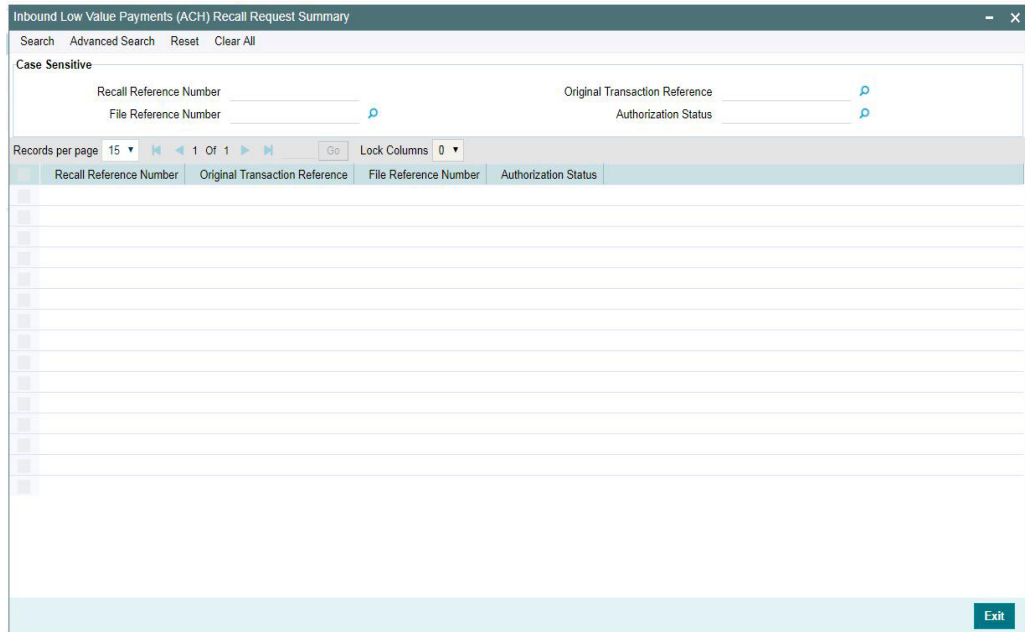 Inbound Low Value Payments (ACH) Recall Request Summary
Search Advanced Search Reset Clear All
Case Sensitive
Recall Reference Number Original Transaction Reference
File Reference Number Authorization Status
Records per page 15 1 Of 1 Go Lock Columns 0
Recall Reference Number Original Transaction Reference File Reference Number Authorization Status
Exit